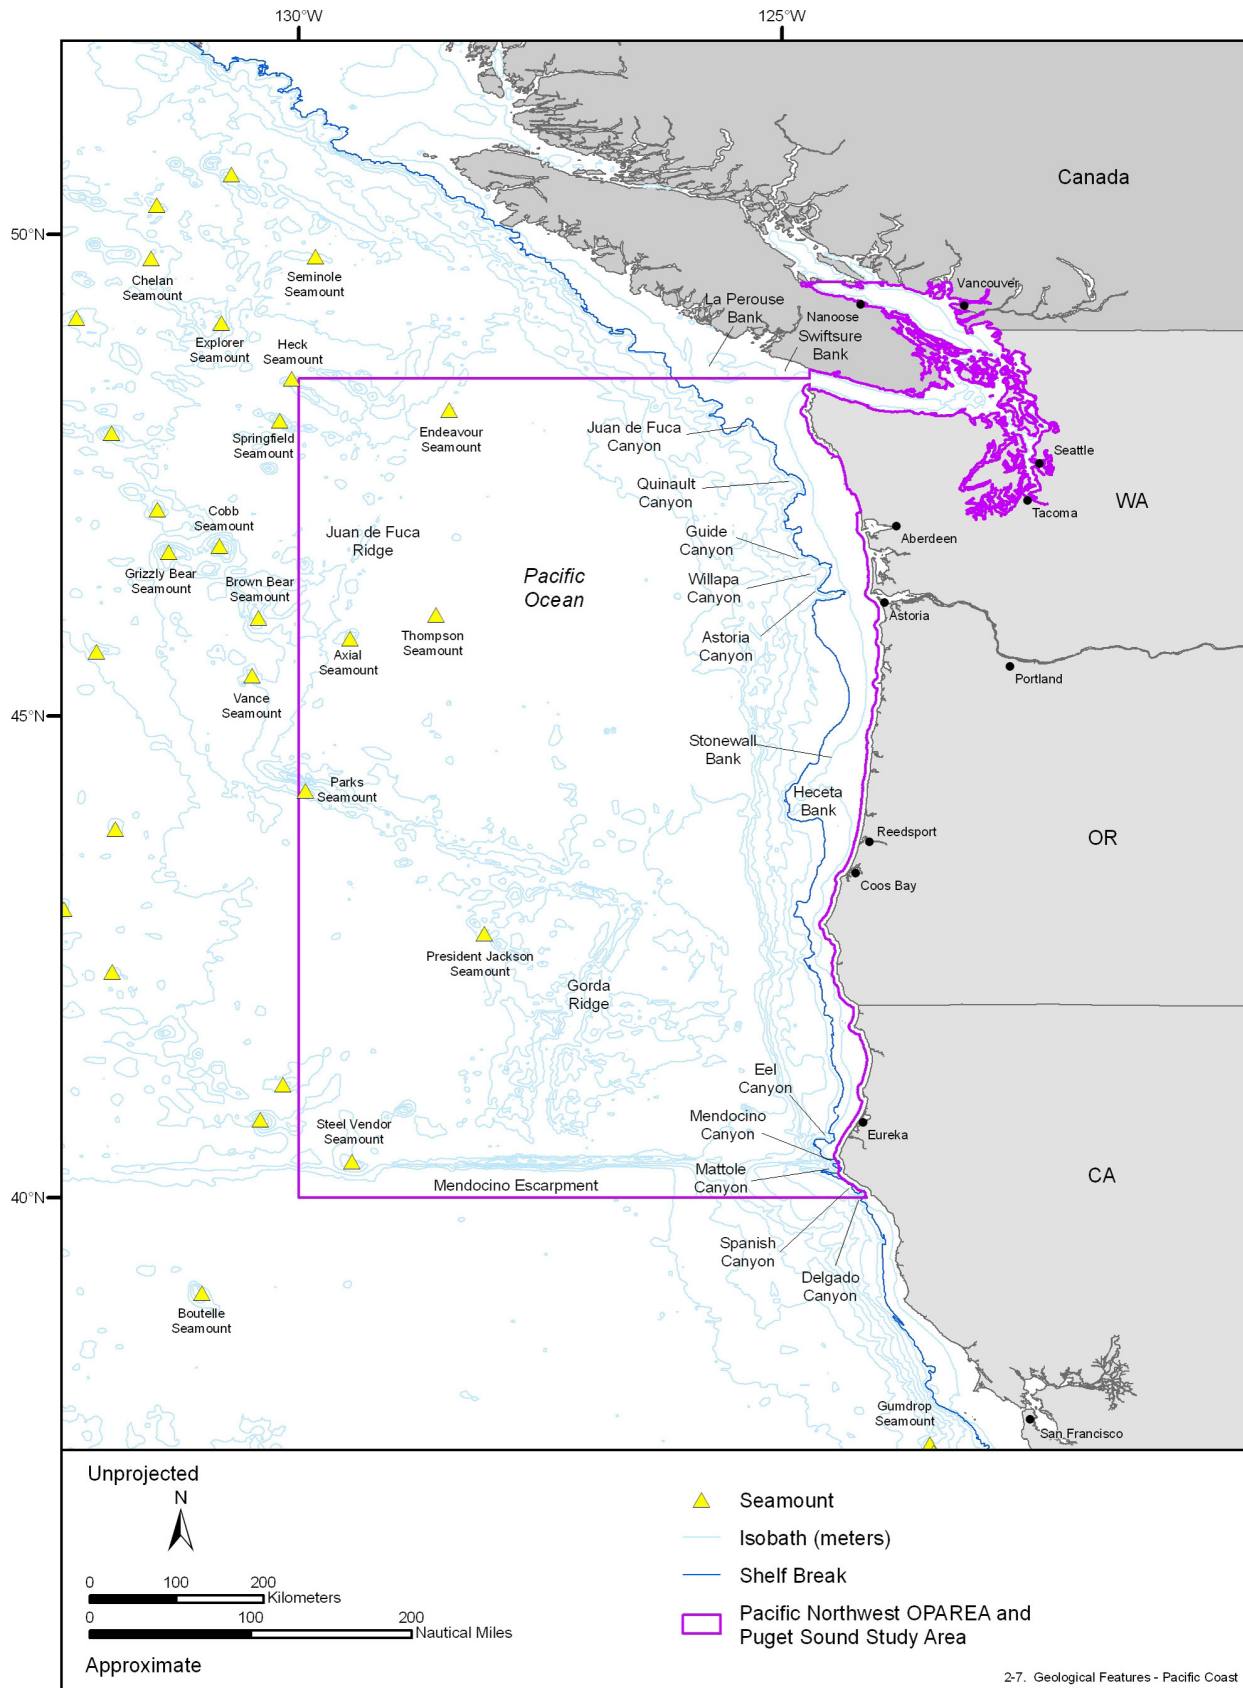 130°W
125°W
Canada
50°N
Chelan
Seamount
Seminole
Seamount
La Perouse
Bank
Nanoose
Vancouver
Swiftsure
Bank
Explorer
Seamount
Heck
Seamount
Springfield
Seamount
Endeavour
Seamount
Juan de Fuca
Canyon
Seattle
Quinault
Canyon
WA
Tacoma
Cobb
Seamount
Juan de Fuca
Ridge
Guide
Canyon
Aberdeen
Grizzly Bear
Seamount
Brown Bear
Seamount
Pacific
Ocean
Willapa
Canyon
Astoria
Thompson
Seamount
Astoria
Canyon
Axial
Seamount
Portland
Vance
Seamount
45°N
Stonewall
Bank
Parks
Seamount
Heceta
Bank
Reedsport
OR
Coos Bay
President Jackson
Seamount
Gorda
Ridge
Eel
Canyon
Steel Vendor
Seamount
Mendocino
Canyon
Eureka
Mattole
Canyon
CA
40°N
Mendocino Escarpment
Spanish
Canyon
Delgado
Canyon
Boutelle
Seamount
Gumdrop
Seamount
San Francisco
Unprojected
N
0 100 200
Kilometers
0 100 200
Nautical Miles
Approximate
Seamount
Isobath (meters)
Shelf Break
Pacific Northwest OPAREA and
Puget Sound Study Area
2-7. Geological Features - Pacific Coast